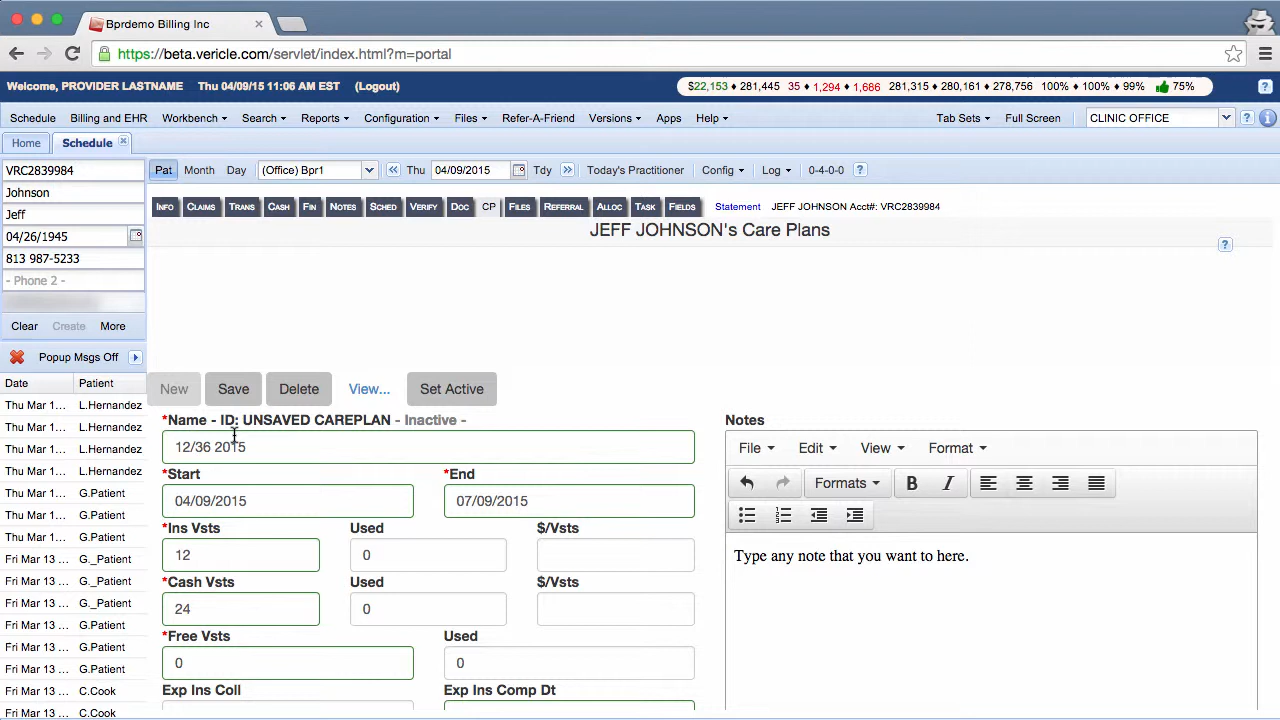 Bprdemo Billing Inc
https://beta.vericle.com/servlet/index.html?m=portal
Welcome, PROVIDER LASTNAME Thu 04/09/15 11:06 AM EST (Logout) $22,153 ♦ 281,445 35 ♦ 1,294 ♦ 1,686 281,315 ♦ 280,161 ♦ 278,756 100% ♦ 100% ♦ 99% 75% ?
Schedule Billing and EHR Workbench Search Reports Refer-A-Friend Configuration Files Versions Apps Help Tab Sets Full Screen CLINIC OFFICE ? i
Home Schedule
VRC2839984 Pat Month Day (Office) Bpr1 Thu 04/09/2015 Tdy Today's Practitioner Config Log 0-4-0-0 ?
Johnson
Jeff INFO CLAIMS TRANS CASH FIN NOTES SCHED VERIFY DOC CP FILES REFERRAL ALLOC TASK FIELDS Statement JEFF JOHNSON Acct#: VRC2839984
04/26/1945 JEFF JOHNSON's Care Plans
813 987-5233 ?
- Phone 2 -
Clear Create More
Popup Msgs Off
Date Patient
Thu Mar 1... L.Hernandez
Thu Mar 1... L.Hernandez
Thu Mar 1... L.Hernandez
Thu Mar 1... L.Hernandez
Thu Mar 1... G.Patient
Thu Mar 1... G.Patient
Thu Mar 1... G.Patient
Fri Mar 13 ... G._Patient
Fri Mar 13 ... G._Patient
Fri Mar 13 ... G._Patient
Fri Mar 13 ... G.Patient
Fri Mar 13 ... G.Patient
Fri Mar 13 ... G.Patient
Fri Mar 13 ... C.Cook
Fri Mar 13 ... C.Cook
New Save Delete View... Set Active
*Name - ID: UNSAVED CAREPLAN - Inactive -
12/36 2015
*Start *End
04/09/2015 07/09/2015
*Ins Vsts Used $/Vsts
12 0
*Cash Vsts Used $/Vsts
24 0
*Free Vsts Used
0 0
Exp Ins Coll Exp Ins Comp Dt
Notes
File Edit View Format
Formats B I
Type any note that you want to here.